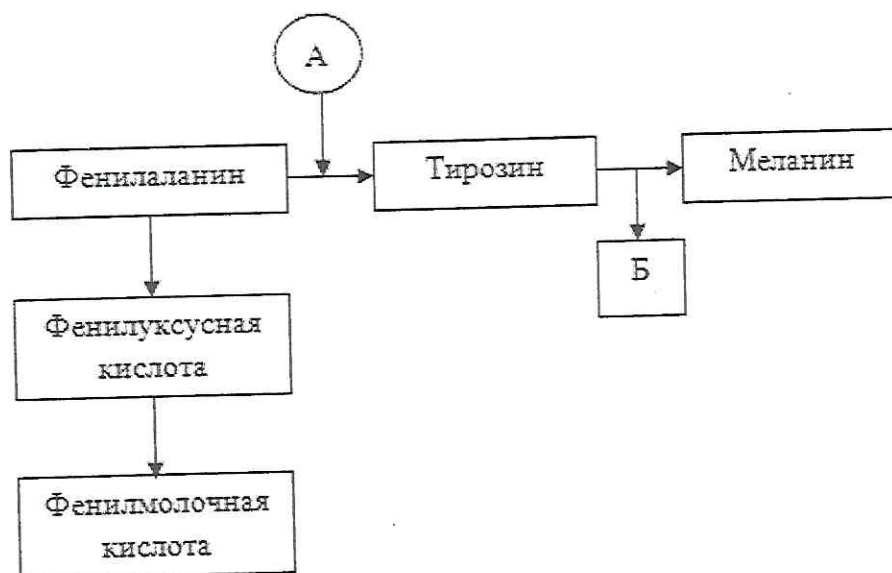 А
Фенилаланин
Тирозин
Меланин
Б
Фенилуксусная
кислота
Фенилмолочная
кислота